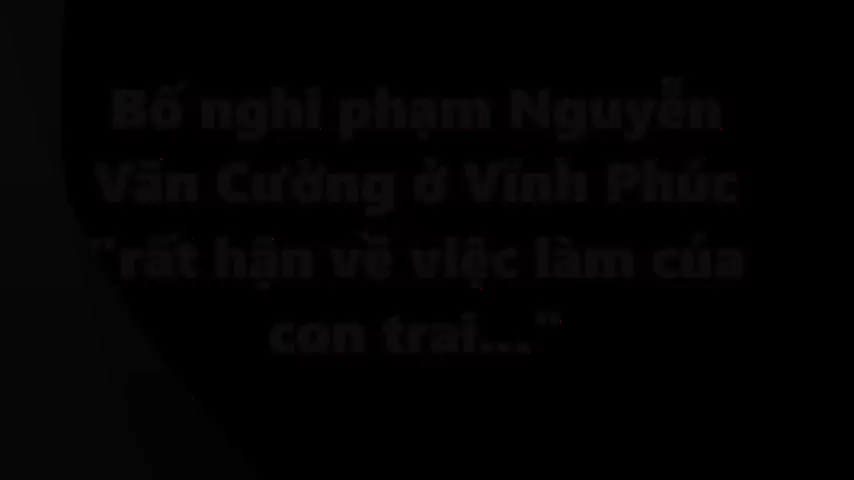 Bố nghi phạm Nguyễn
Văn Cường ở Vĩnh Phúc
"rất hận về việc làm của
con trai..."